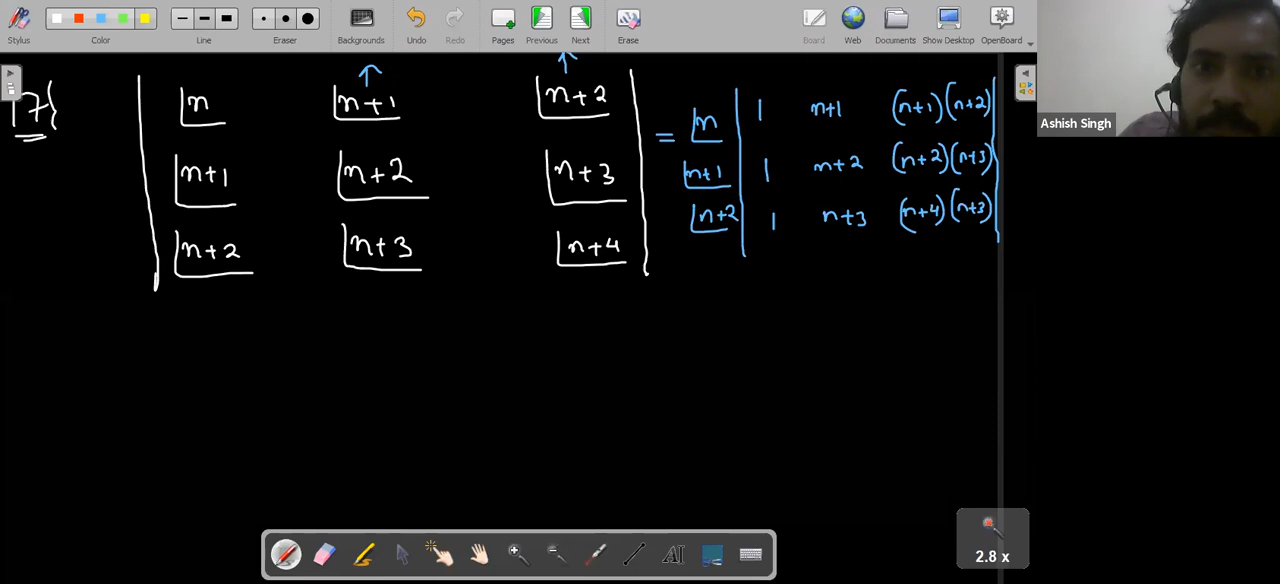 Stylus Color Line Eraser Backgrounds Undo Redo Pages Previous Next Erase Board Web Documents Show Desktop OpenBoard
Ashish Singh
17} |n |n+1 |n+2 = |n 1 n+1 (n+1)(n+2)
|n+1 |n+2 |n+3 |n+1 1 n+2 (n+2)(n+3)
|n+2 |n+3 |n+4 |n+2 1 n+3 (n+4)(n+3)
AI
2.8 x